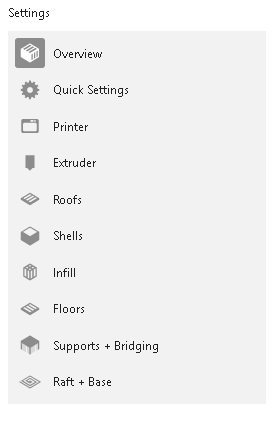 Settings
Overview
Quick Settings
Printer
Extruder
Roofs
Shells
Infill
Floors
Supports + Bridging
Raft + Base